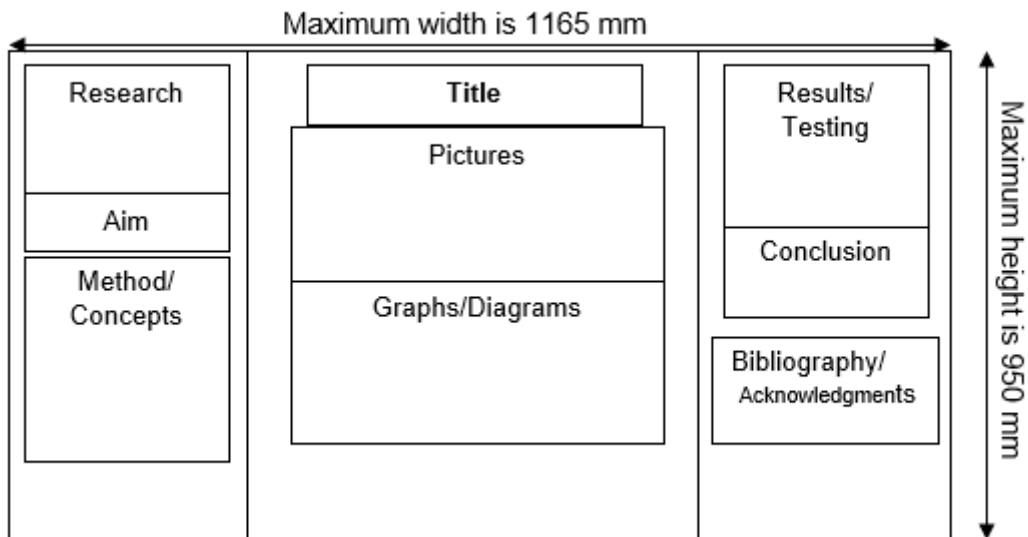 Maximum width is 1165 mm
Research
Aim
Method/
Concepts
Title
Pictures
Graphs/Diagrams
Results/
Testing
Conclusion
Bibliography/
Acknowledgments
Maximum height is 950 mm